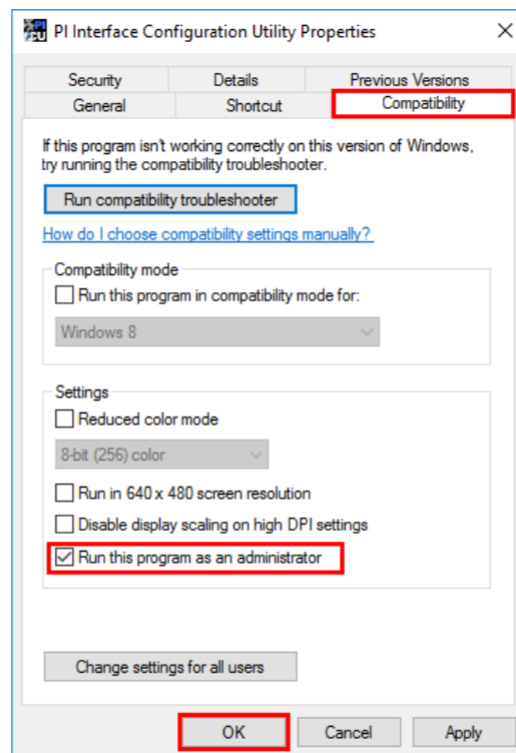 PI Interface Configuration Utility Properties
Security Details Previous Versions
General Shortcut Compatibility
If this program isn't working correctly on this version of Windows,
try running the compatibility troubleshooter.
Run compatibility troubleshooter
How do I choose compatibility settings manually?
Compatibility mode
Run this program in compatibility mode for:
Windows 8
Settings
Reduced color mode
8-bit (256) color
Run in 640 x 480 screen resolution
Disable display scaling on high DPI settings
Run this program as an administrator
Change settings for all users
OK Cancel Apply